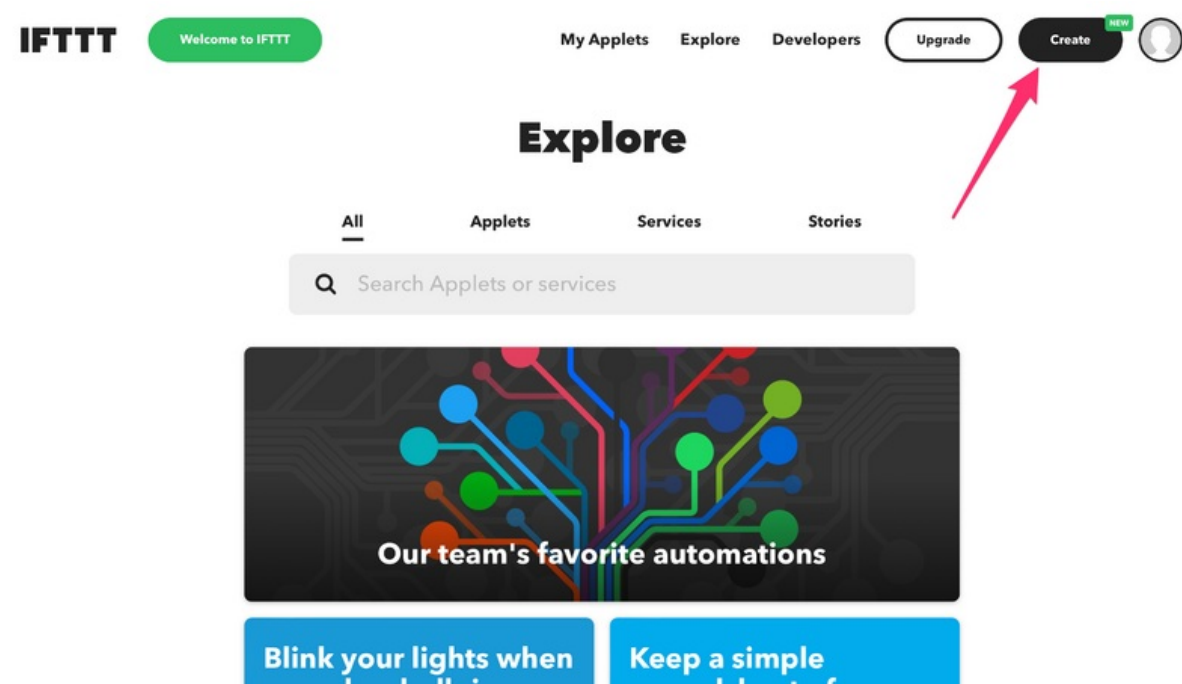 IFTTT
Welcome to IFTTT
My Applets
Explore
Developers
Upgrade
Create
NEW
Explore
All
Applets
Services
Stories
Search Applets or services
Our team's favorite automations
Blink your lights when
Keep a simple